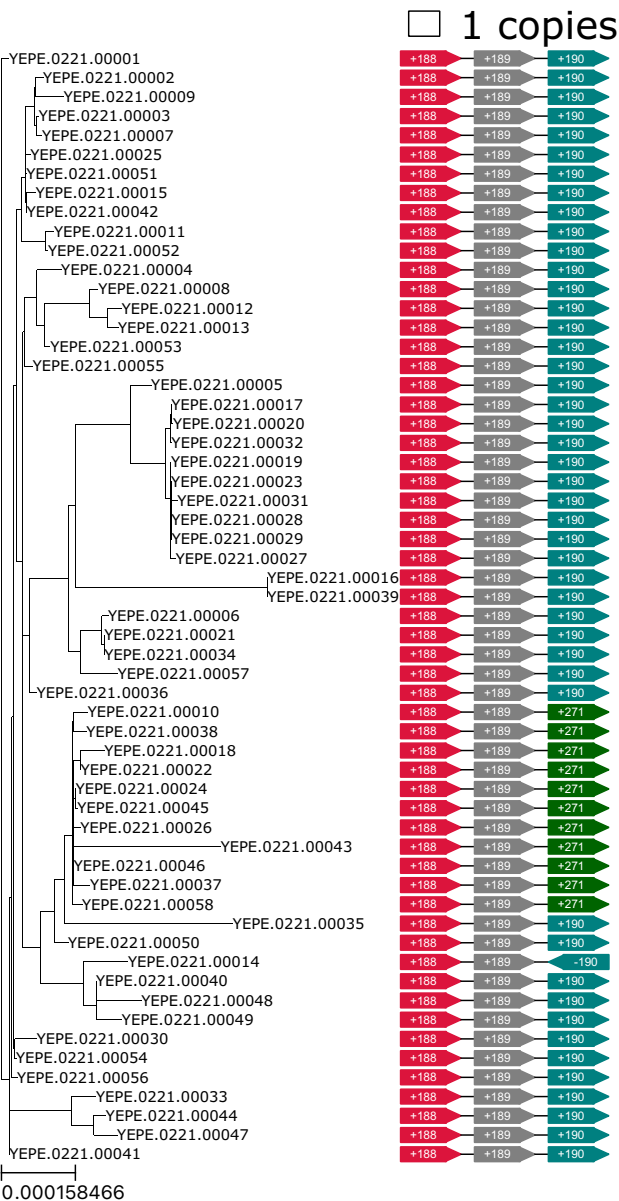 1 copies
YEPE.0221.00001 +188 +189 +190
YEPE.0221.00002 +188 +189 +190
YEPE.0221.00009 +188 +189 +190
YEPE.0221.00003 +188 +189 +190
YEPE.0221.00007 +188 +189 +190
YEPE.0221.00025 +188 +189 +190
YEPE.0221.00051 +188 +189 +190
YEPE.0221.00015 +188 +189 +190
YEPE.0221.00042 +188 +189 +190
YEPE.0221.00011 +188 +189 +190
YEPE.0221.00052 +188 +189 +190
YEPE.0221.00004 +188 +189 +190
YEPE.0221.00008 +188 +189 +190
YEPE.0221.00012 +188 +189 +190
YEPE.0221.00013 +188 +189 +190
YEPE.0221.00053 +188 +189 +190
YEPE.0221.00055 +188 +189 +190
YEPE.0221.00005 +188 +189 +190
YEPE.0221.00017 +188 +189 +190
YEPE.0221.00020 +188 +189 +190
YEPE.0221.00032 +188 +189 +190
YEPE.0221.00019 +188 +189 +190
YEPE.0221.00023 +188 +189 +190
YEPE.0221.00031 +188 +189 +190
YEPE.0221.00028 +188 +189 +190
YEPE.0221.00029 +188 +189 +190
YEPE.0221.00027 +188 +189 +190
YEPE.0221.00016 +188 +189 +190
YEPE.0221.00039 +188 +189 +190
YEPE.0221.00006 +188 +189 +190
YEPE.0221.00021 +188 +189 +190
YEPE.0221.00034 +188 +189 +190
YEPE.0221.00057 +188 +189 +190
YEPE.0221.00036 +188 +189 +190
YEPE.0221.00010 +188 +189 +271
YEPE.0221.00038 +188 +189 +271
YEPE.0221.00018 +188 +189 +271
YEPE.0221.00022 +188 +189 +271
YEPE.0221.00024 +188 +189 +271
YEPE.0221.00045 +188 +189 +271
YEPE.0221.00026 +188 +189 +271
YEPE.0221.00043 +188 +189 +271
YEPE.0221.00046 +188 +189 +271
YEPE.0221.00037 +188 +189 +271
YEPE.0221.00058 +188 +189 +271
YEPE.0221.00035 +188 +189 +190
YEPE.0221.00050 +188 +189 +190
YEPE.0221.00014 +188 +189 -190
YEPE.0221.00040 +188 +189 +190
YEPE.0221.00048 +188 +189 +190
YEPE.0221.00049 +188 +189 +190
YEPE.0221.00030 +188 +189 +190
YEPE.0221.00054 +188 +189 +190
YEPE.0221.00056 +188 +189 +190
YEPE.0221.00033 +188 +189 +190
YEPE.0221.00044 +188 +189 +190
YEPE.0221.00047 +188 +189 +190
YEPE.0221.00041 +188 +189 +190
0.000158466